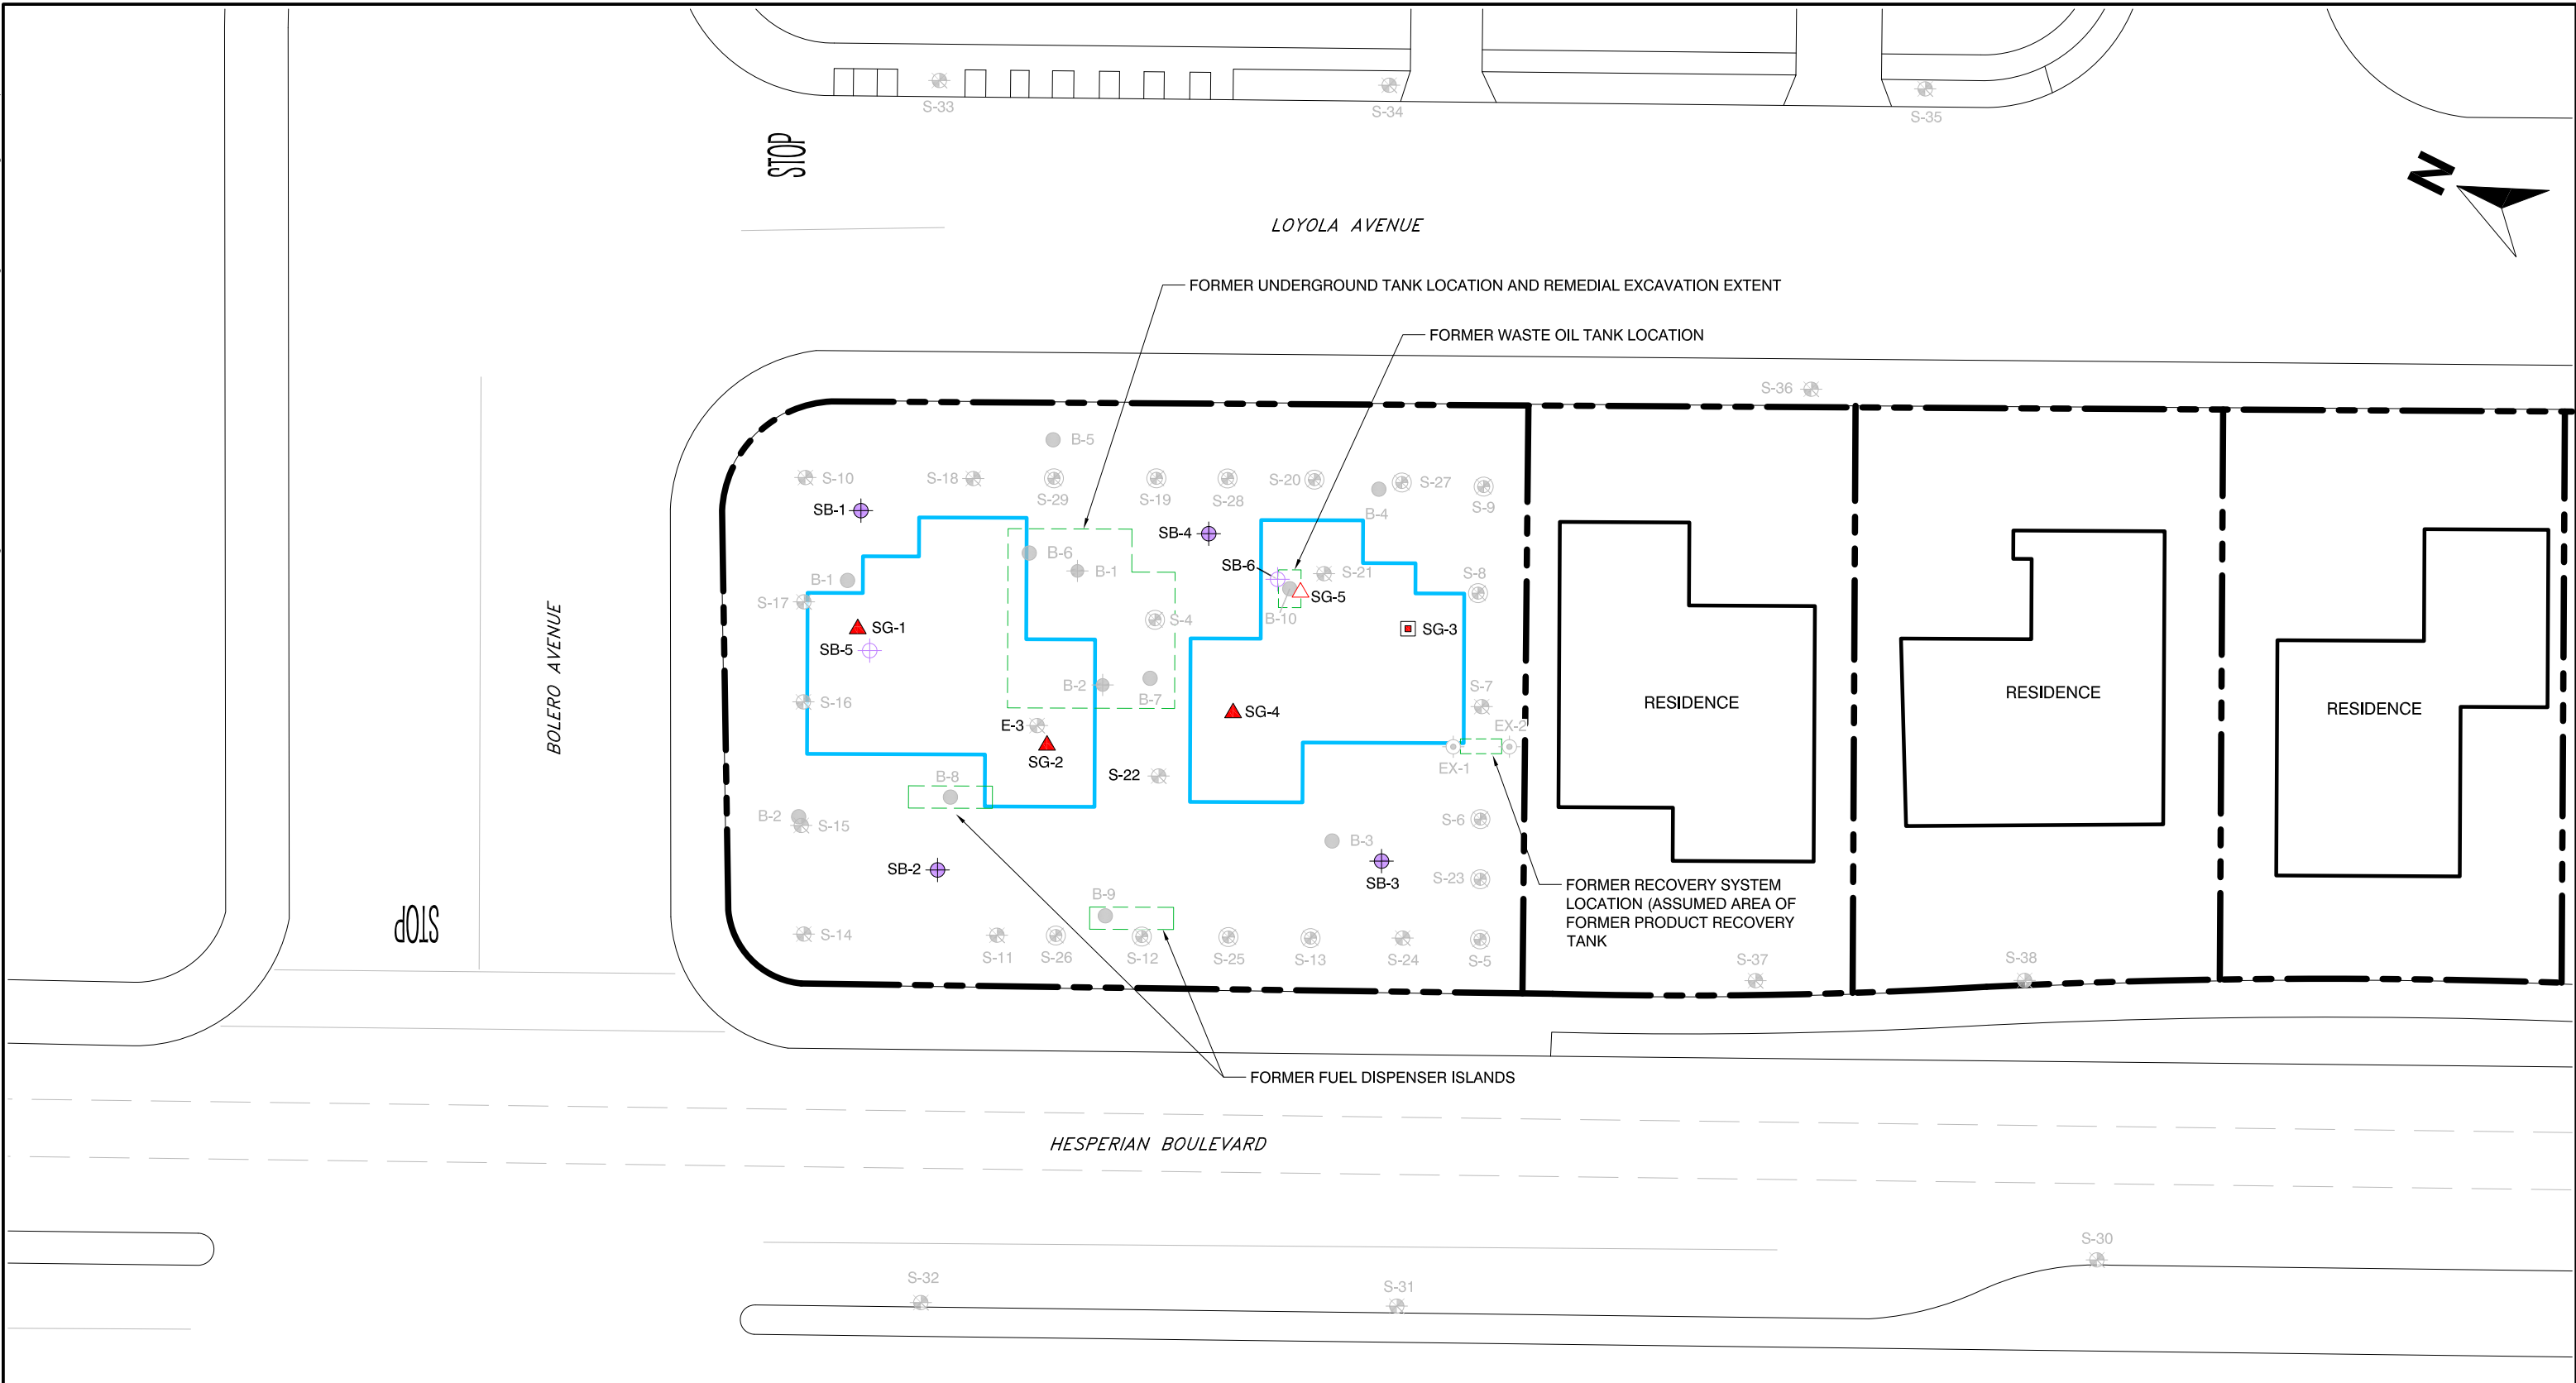 S-33
S-34
S-35
STOP
N
LOYOLA AVENUE
FORMER UNDERGROUND TANK LOCATION AND REMEDIAL EXCAVATION EXTENT
FORMER WASTE OIL TANK LOCATION
S-36
B-5
S-10
S-18
S-29
S-19
S-28
S-20
S-27
B-4
S-9
SB-1
SB-4
B-6
B-1
SB-6
S-21
S-8
B-1
S-17
SG-5
B-10
S-4
SG-1
SG-3
SB-5
BOLERO AVENUE
B-2
B-7
S-7
S-16
SG-4
E-3
EX-2
RESIDENCE
RESIDENCE
RESIDENCE
SG-2
S-22
EX-1
B-8
B-2
S-15
S-6
B-3
SB-2
SB-3
S-23
B-9
FORMER RECOVERY SYSTEM
LOCATION (ASSUMED AREA OF
FORMER PRODUCT RECOVERY
TANK
STOP
S-14
S-11
S-26
S-12
S-25
S-13
S-24
S-5
S-37
S-38
FORMER FUEL DISPENSER ISLANDS
HESPERIAN BOULEVARD
S-30
S-32
S-31